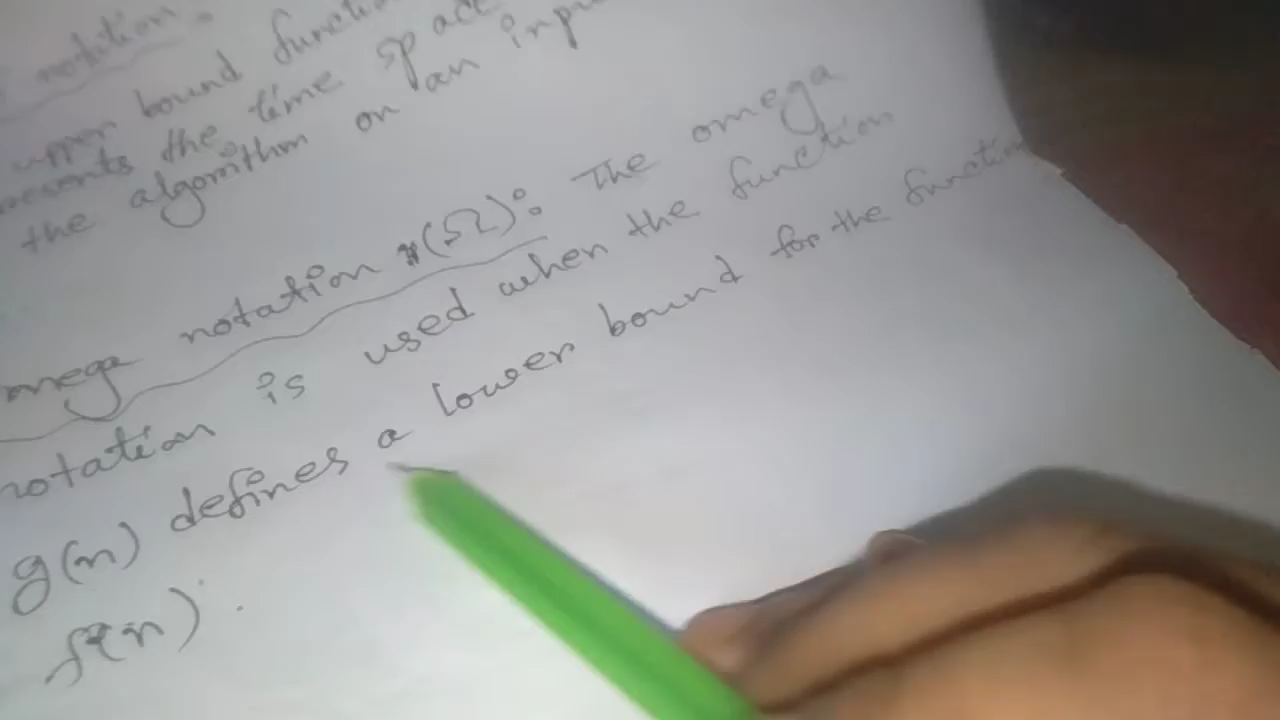 notation:
upper bound function
the time space
the algorithm on an input
omega notation (Ω): The omega
notation is used when the function
g(n) defines a lower bound for the function
f(n).